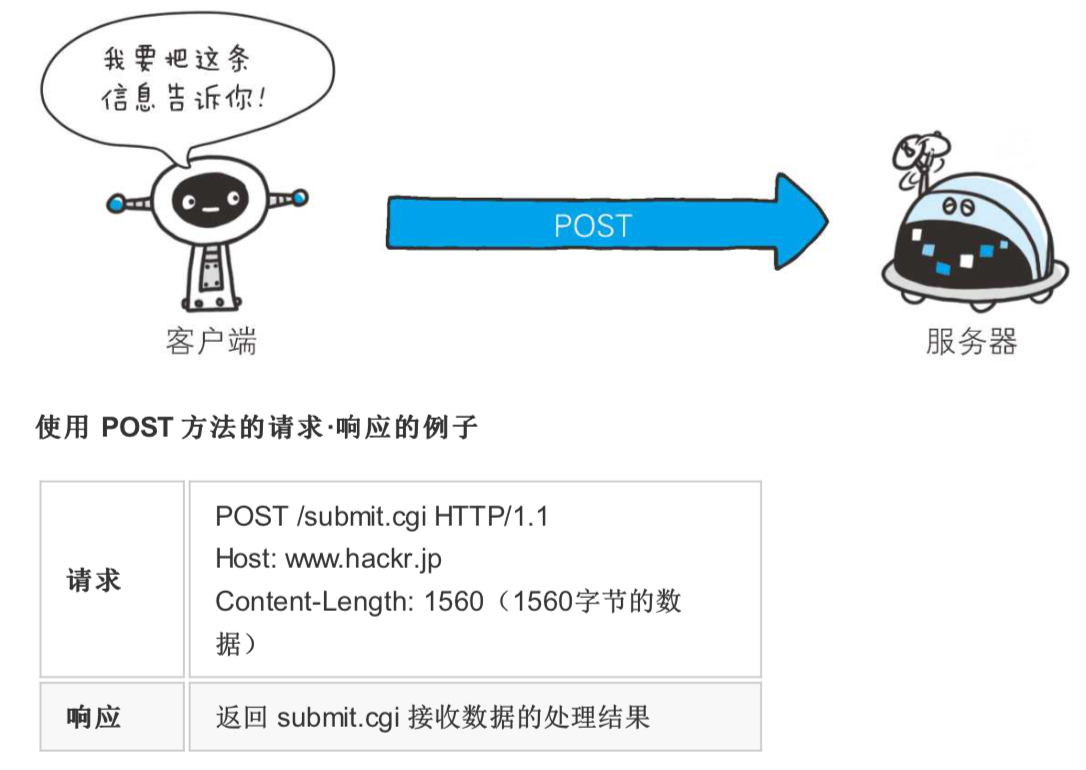 我要把这条
信息告诉你!
POST
客户端
服务器
使用 POST 方法的请求·响应的例子
请求
POST /submit.cgi HTTP/1.1
Host: www.hackr.jp
Content-Length: 1560（1560字节的数
据）
响应
返回 submit.cgi 接收数据的处理结果